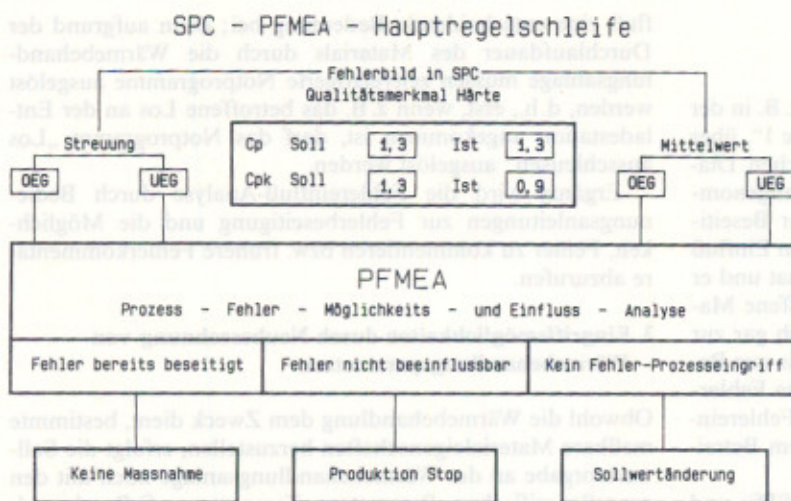 SPC - PFMEA - Hauptregelschleife
Fehlerbild in SPC
Qualitätsmerkmal Härte
Streuung
Mittelwert
Cp Soll 1,3 Ist 1,3
Cpk Soll 1,3 Ist 0,9
OEG UEG OEG UEG
PFMEA
Prozess - Fehler - Möglichkeits - und Einfluss - Analyse
Fehler bereits beseitigt Fehler nicht beeinflussbar Kein Fehler-Prozesseingriff
Keine Massnahme Produktion Stop Sollwertänderung